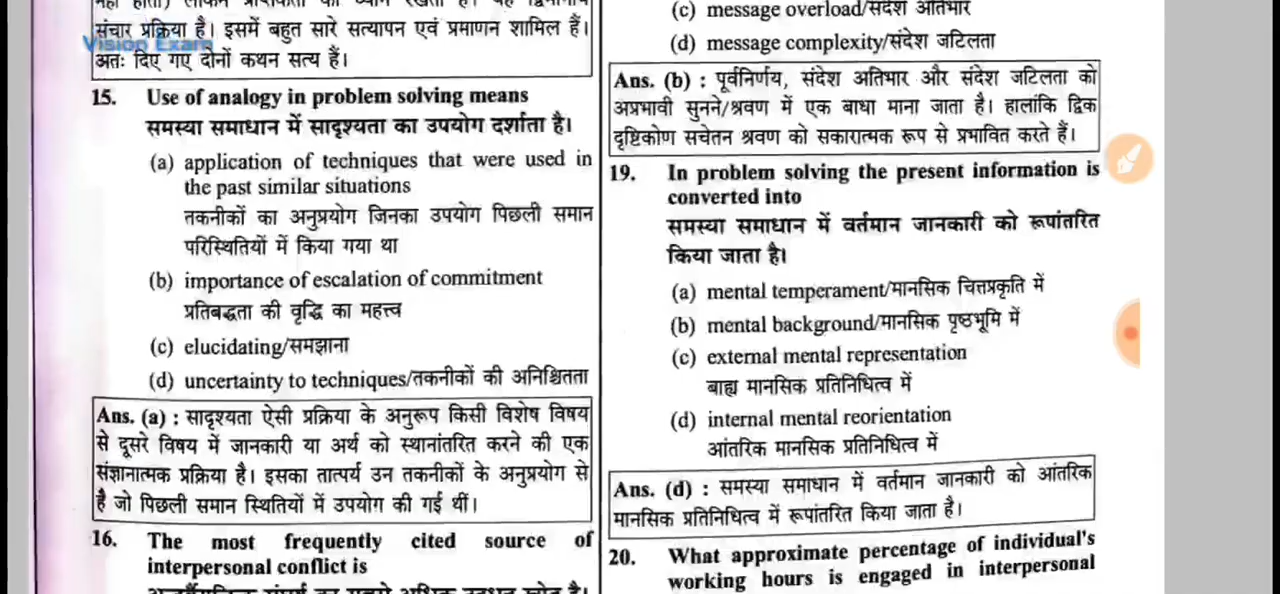 संचार प्रक्रिया है। इसमें बहुत सारे सत्यापन एवं प्रमाणन शामिल हैं।
Vision Exam
अतः दिए गए दोनों कथन सत्य हैं।
15. Use of analogy in problem solving means
समस्या समाधान में सादृश्यता का उपयोग दर्शाता है।
(a) application of techniques that were used in
the past similar situations
तकनीकों का अनुप्रयोग जिनका उपयोग पिछली समान
परिस्थितियों में किया गया था
(b) importance of escalation of commitment
प्रतिबद्धता की वृद्धि का महत्त्व
(c) elucidating/समझाना
(d) uncertainty to techniques/तकनीकों की अनिश्चितता
Ans. (a) : सादृश्यता ऐसी प्रक्रिया के अनुरूप किसी विशेष विषय
से दूसरे विषय में जानकारी या अर्थ को स्थानांतरित करने की एक
संज्ञानात्मक प्रक्रिया है। इसका तात्पर्य उन तकनीकों के अनुप्रयोग से
है जो पिछली समान स्थितियों में उपयोग की गई थीं।
16. The most frequently cited source of
interpersonal conflict is
(c) message overload/संदेश अतिभार
(d) message complexity/संदेश जटिलता
Ans. (b) : पूर्वनिर्णय, संदेश अतिभार और संदेश जटिलता को
अप्रभावी सुनने/श्रवण में एक बाधा माना जाता है। हालांकि द्विक
दृष्टिकोण सचेतन श्रवण को सकारात्मक रूप से प्रभावित करते हैं।
19. In problem solving the present information is
converted into
समस्या समाधान में वर्तमान जानकारी को रूपांतरित
किया जाता है।
(a) mental temperament/मानसिक चित्तप्रकृति में
(b) mental background/मानसिक पृष्ठभूमि में
(c) external mental representation
बाह्य मानसिक प्रतिनिधित्व में
(d) internal mental reorientation
आंतरिक मानसिक प्रतिनिधित्व में
Ans. (d) : समस्या समाधान में वर्तमान जानकारी को आंतरिक
मानसिक प्रतिनिधित्व में रूपांतरित किया जाता है।
20. What approximate percentage of individual's
working hours is engaged in interpersonal